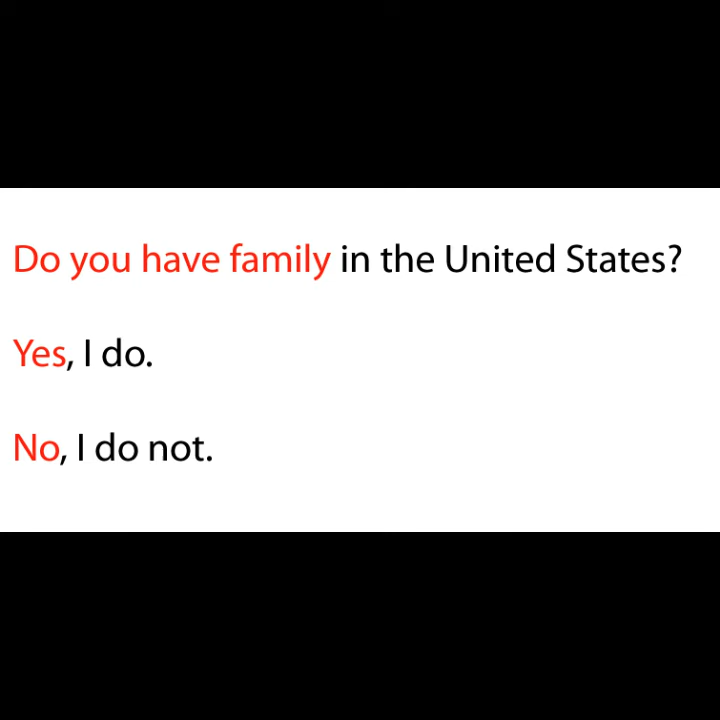 Do you have family in the United States?
Yes, I do.
No, I do not.